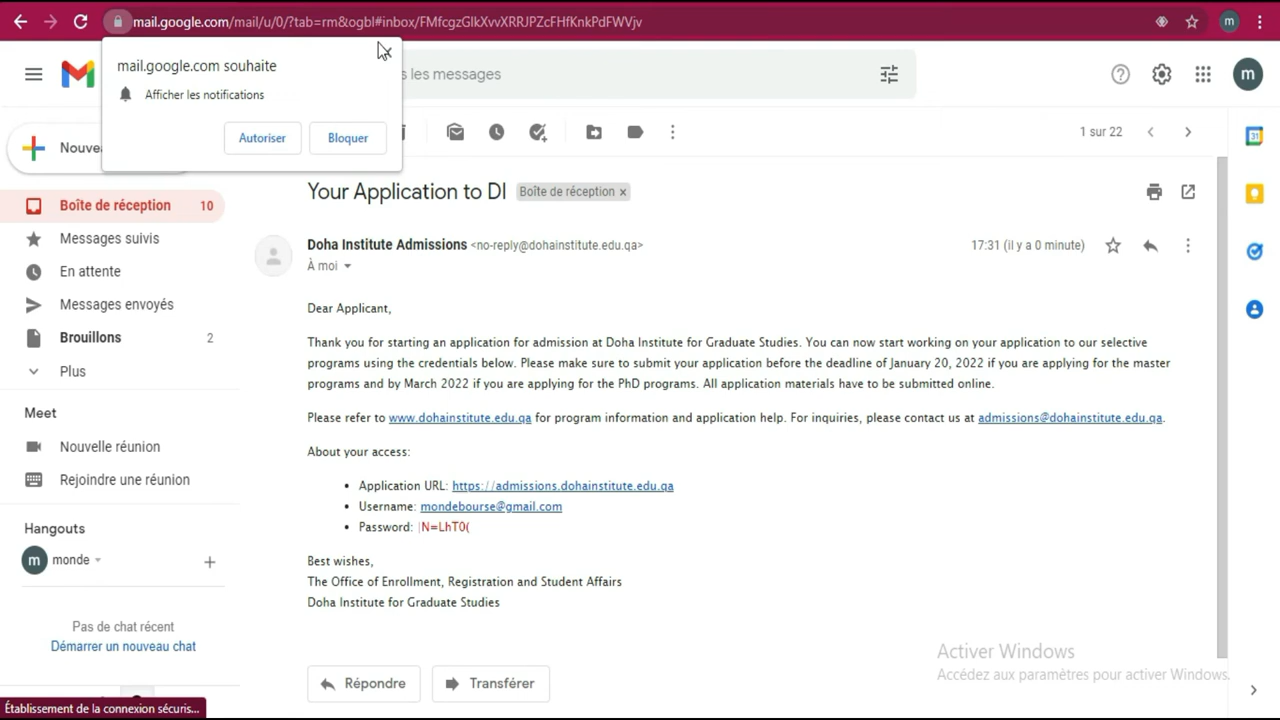 mail.google.com/mail/u/0/?tab=rm&ogbl#inbox/FMfcgzGlkXvvXRRJPZcFHfKnkPdFWVjv
m
mail.google.com souhaite
Afficher les notifications
Autoriser
Bloquer
s les messages
m
Nouve
1 sur 22
31
Your Application to DI
Boîte de réception ×
Boîte de réception 10
Messages suivis
En attente
Messages envoyés
Brouillons 2
Plus
Meet
Nouvelle réunion
Rejoindre une réunion
Hangouts
m monde
Pas de chat récent
Démarrer un nouveau chat
Doha Institute Admissions <no-reply@dohainstitute.edu.qa>
17:31 (il y a 0 minute)
À moi
Dear Applicant,
Thank you for starting an application for admission at Doha Institute for Graduate Studies. You can now start working on your application to our selective
programs using the credentials below. Please make sure to submit your application before the deadline of January 20, 2022 if you are applying for the master
programs and by March 2022 if you are applying for the PhD programs. All application materials have to be submitted online.
Please refer to www.dohainstitute.edu.qa for program information and application help. For inquiries, please contact us at admissions@dohainstitute.edu.qa.
About your access:
• Application URL: https://admissions.dohainstitute.edu.qa
• Username: mondebourse@gmail.com
• Password: |N=LhT0(
Best wishes,
The Office of Enrollment, Registration and Student Affairs
Doha Institute for Graduate Studies
Répondre
Transférer
Activer Windows
Accédez aux paramètres pour activer Windows.
Établissement de la connexion sécuris...